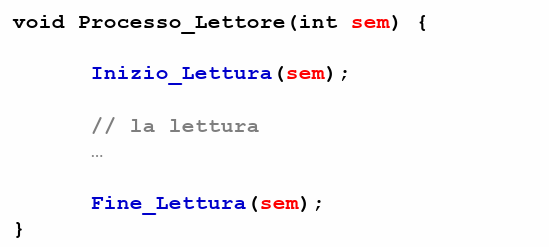 void Processo_Lettore(int sem) {
Inizio_Lettura(sem);
// la lettura
…
Fine_Lettura(sem);
}